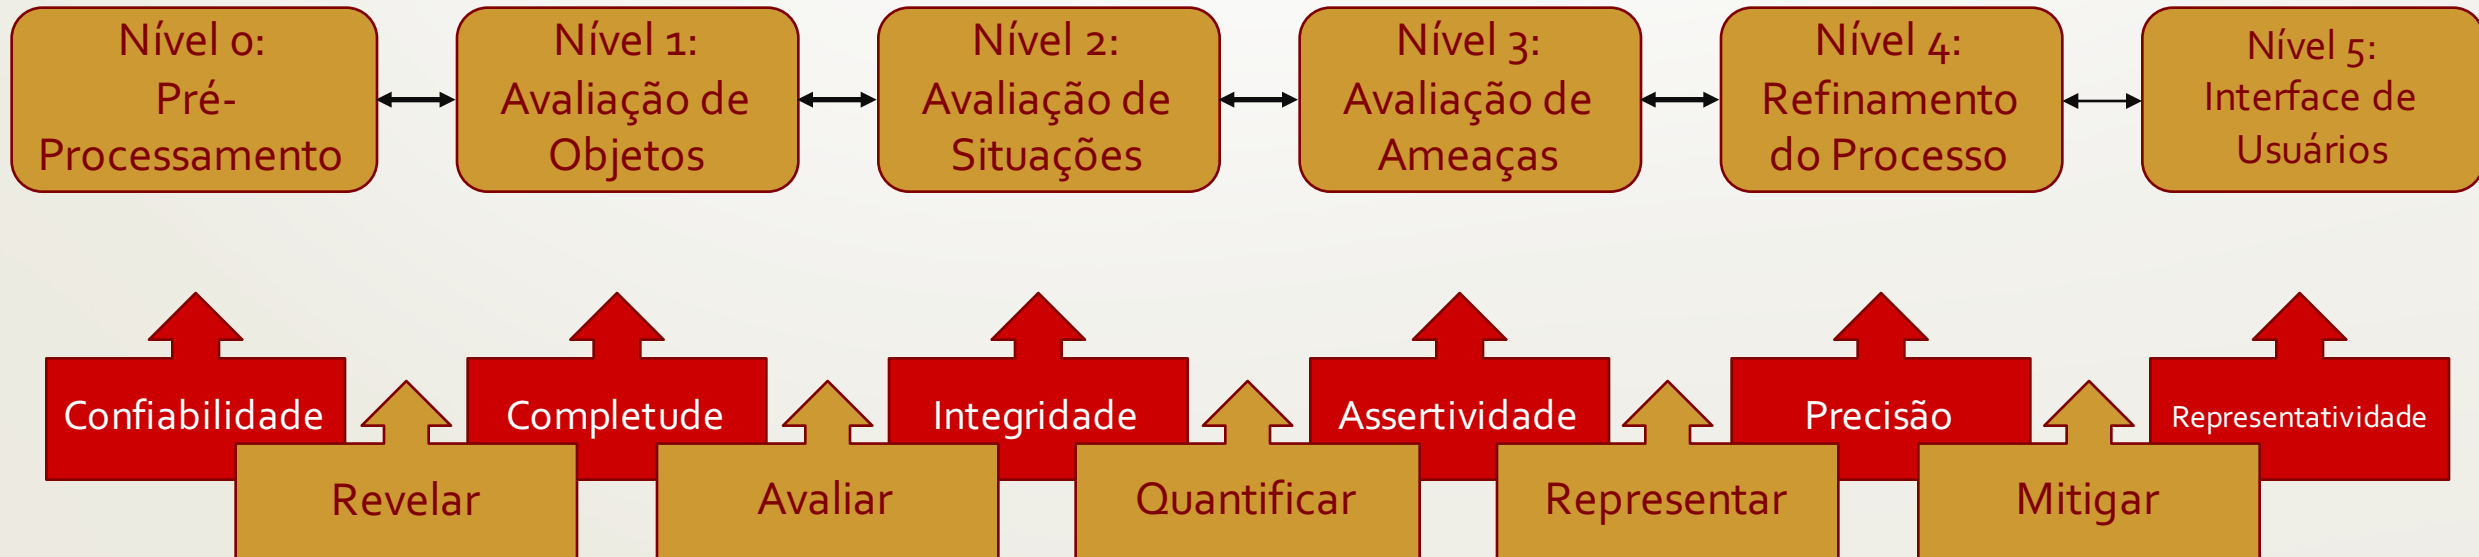 Nível 0:
Pré-
Processamento
Nível 1:
Avaliação de
Objetos
Nível 2:
Avaliação de
Situações
Nível 3:
Avaliação de
Ameaças
Nível 4:
Refinamento
do Processo
Nível 5:
Interface de
Usuários
Confiabilidade
Completude
Integridade
Assertividade
Precisão
Representatividade
Revelar
Avaliar
Quantificar
Representar
Mitigar